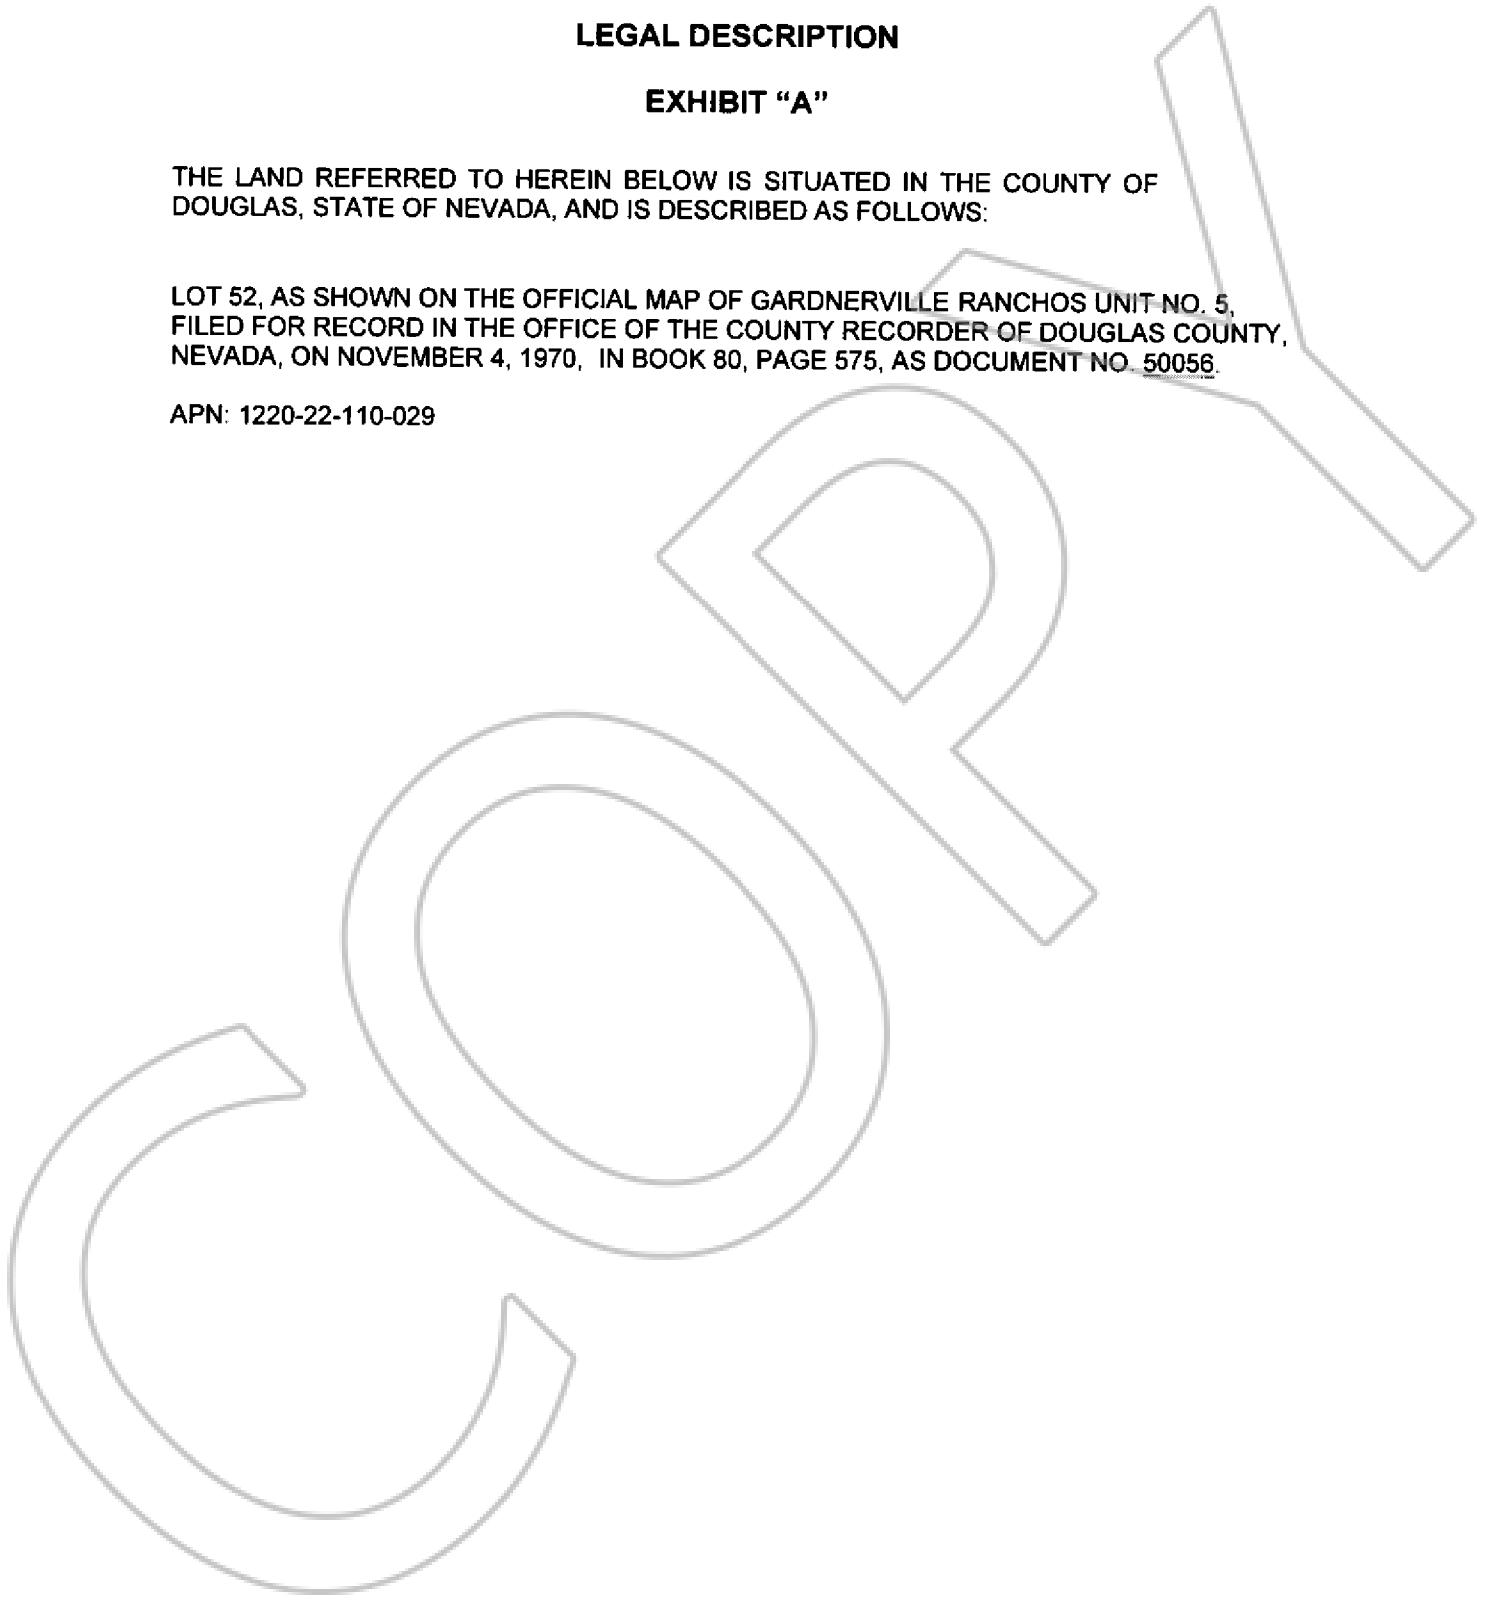 LEGAL DESCRIPTION
EXHIBIT “A”
THE LAND REFERRED TO HEREIN BELOW IS SITUATED IN THE COUNTY OF
DOUGLAS, STATE OF NEVADA, AND IS DESCRIBED AS FOLLOWS:
LOT 52, AS SHOWN ON THE OFFICIAL MAP OF GARDNERVILLE RANCHOS UNIT NO. 5,
FILED FOR RECORD IN THE OFFICE OF THE COUNTY RECORDER OF DOUGLAS COUNTY,
NEVADA, ON NOVEMBER 4, 1970, IN BOOK 80, PAGE 575, AS DOCUMENT NO. 50056.
APN: 1220-22-110-029
COPY